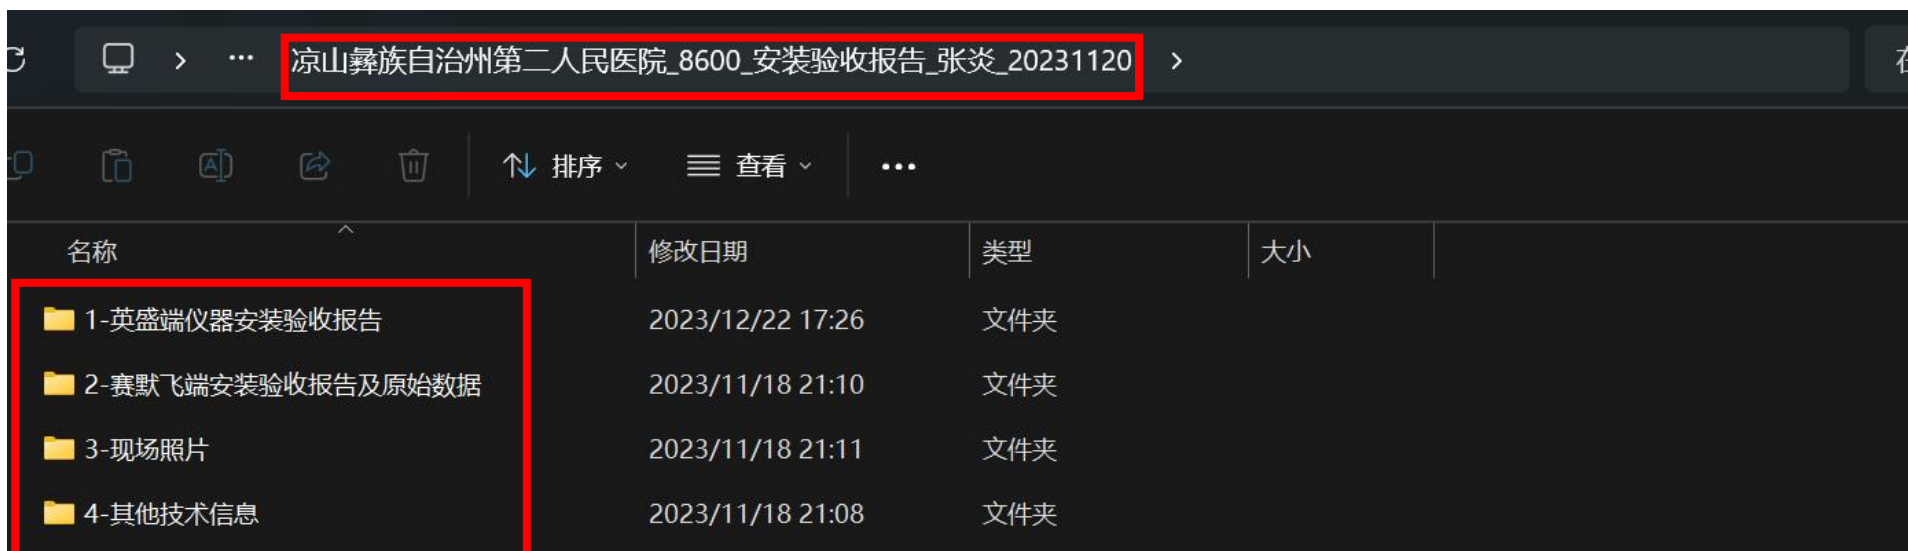 … 凉山彝族自治州第二人民医院_8600_安装验收报告_张炎_20231120
排序 查看 …
名称 修改日期 类型 大小
1-英盛端仪器安装验收报告 2023/12/22 17:26 文件夹
2-赛默飞端安装验收报告及原始数据 2023/11/18 21:10 文件夹
3-现场照片 2023/11/18 21:11 文件夹
4-其他技术信息 2023/11/18 21:08 文件夹